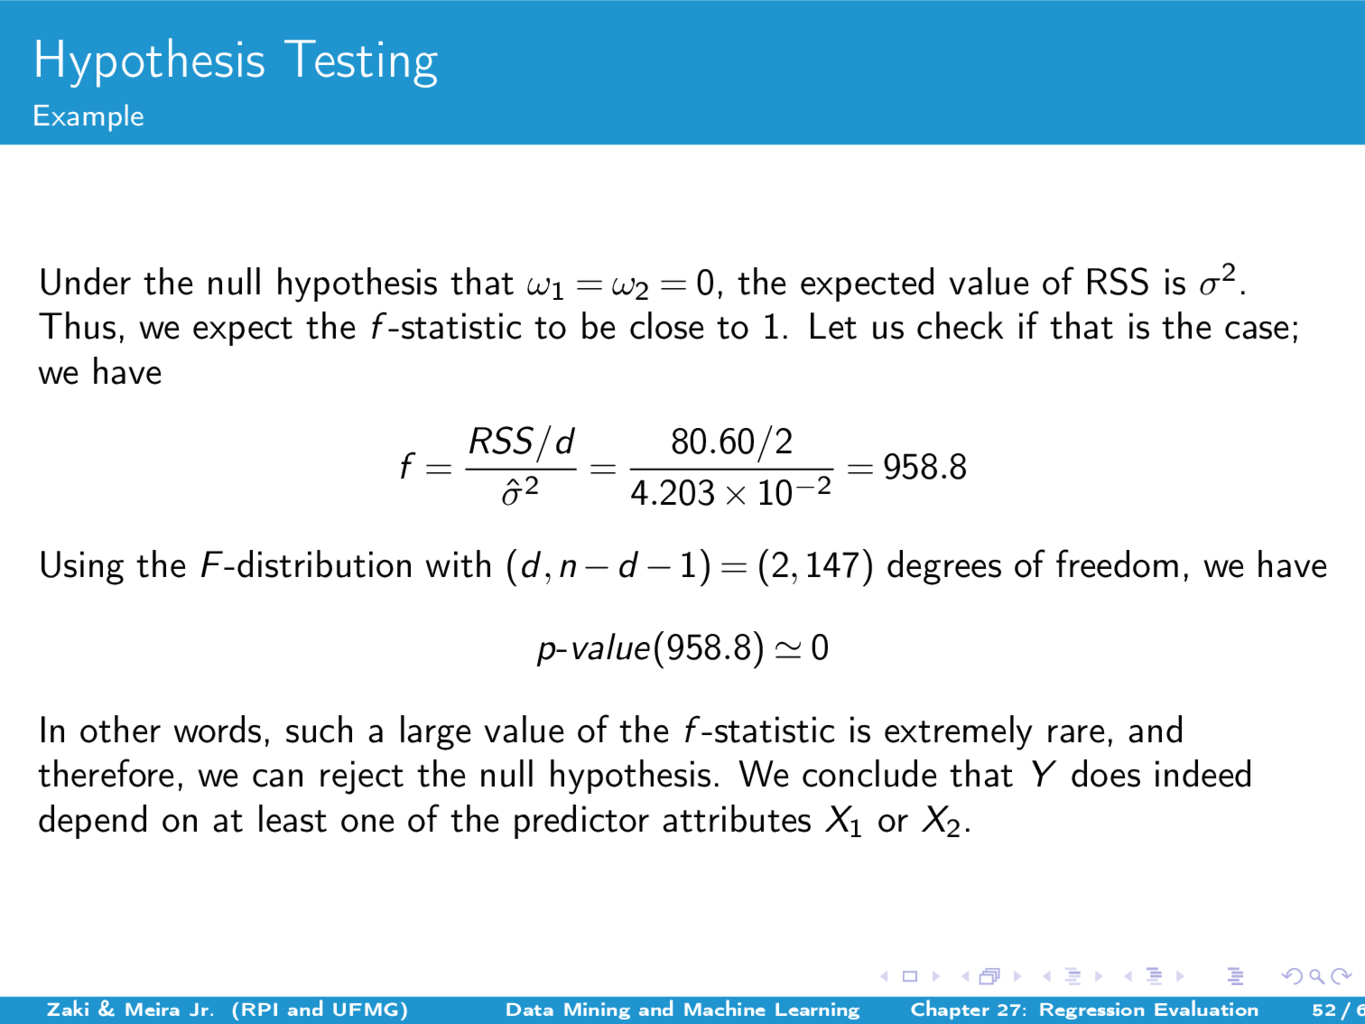 Hypothesis Testing
Example
Under the null hypothesis that ω₁ = ω₂ = 0, the expected value of RSS is σ².
Thus, we expect the f-statistic to be close to 1. Let us check if that is the case;
we have
f = (RSS/d)/(σ̂²) = (80.60/2)/(4.203 × 10⁻²) = 958.8
Using the F-distribution with (d, n − d − 1) = (2, 147) degrees of freedom, we have
p-value(958.8) ≃ 0
In other words, such a large value of the f-statistic is extremely rare, and
therefore, we can reject the null hypothesis. We conclude that Y does indeed
depend on at least one of the predictor attributes X₁ or X₂.
Zaki & Meira Jr. (RPI and UFMG) Data Mining and Machine Learning Chapter 27: Regression Evaluation 52 / 6